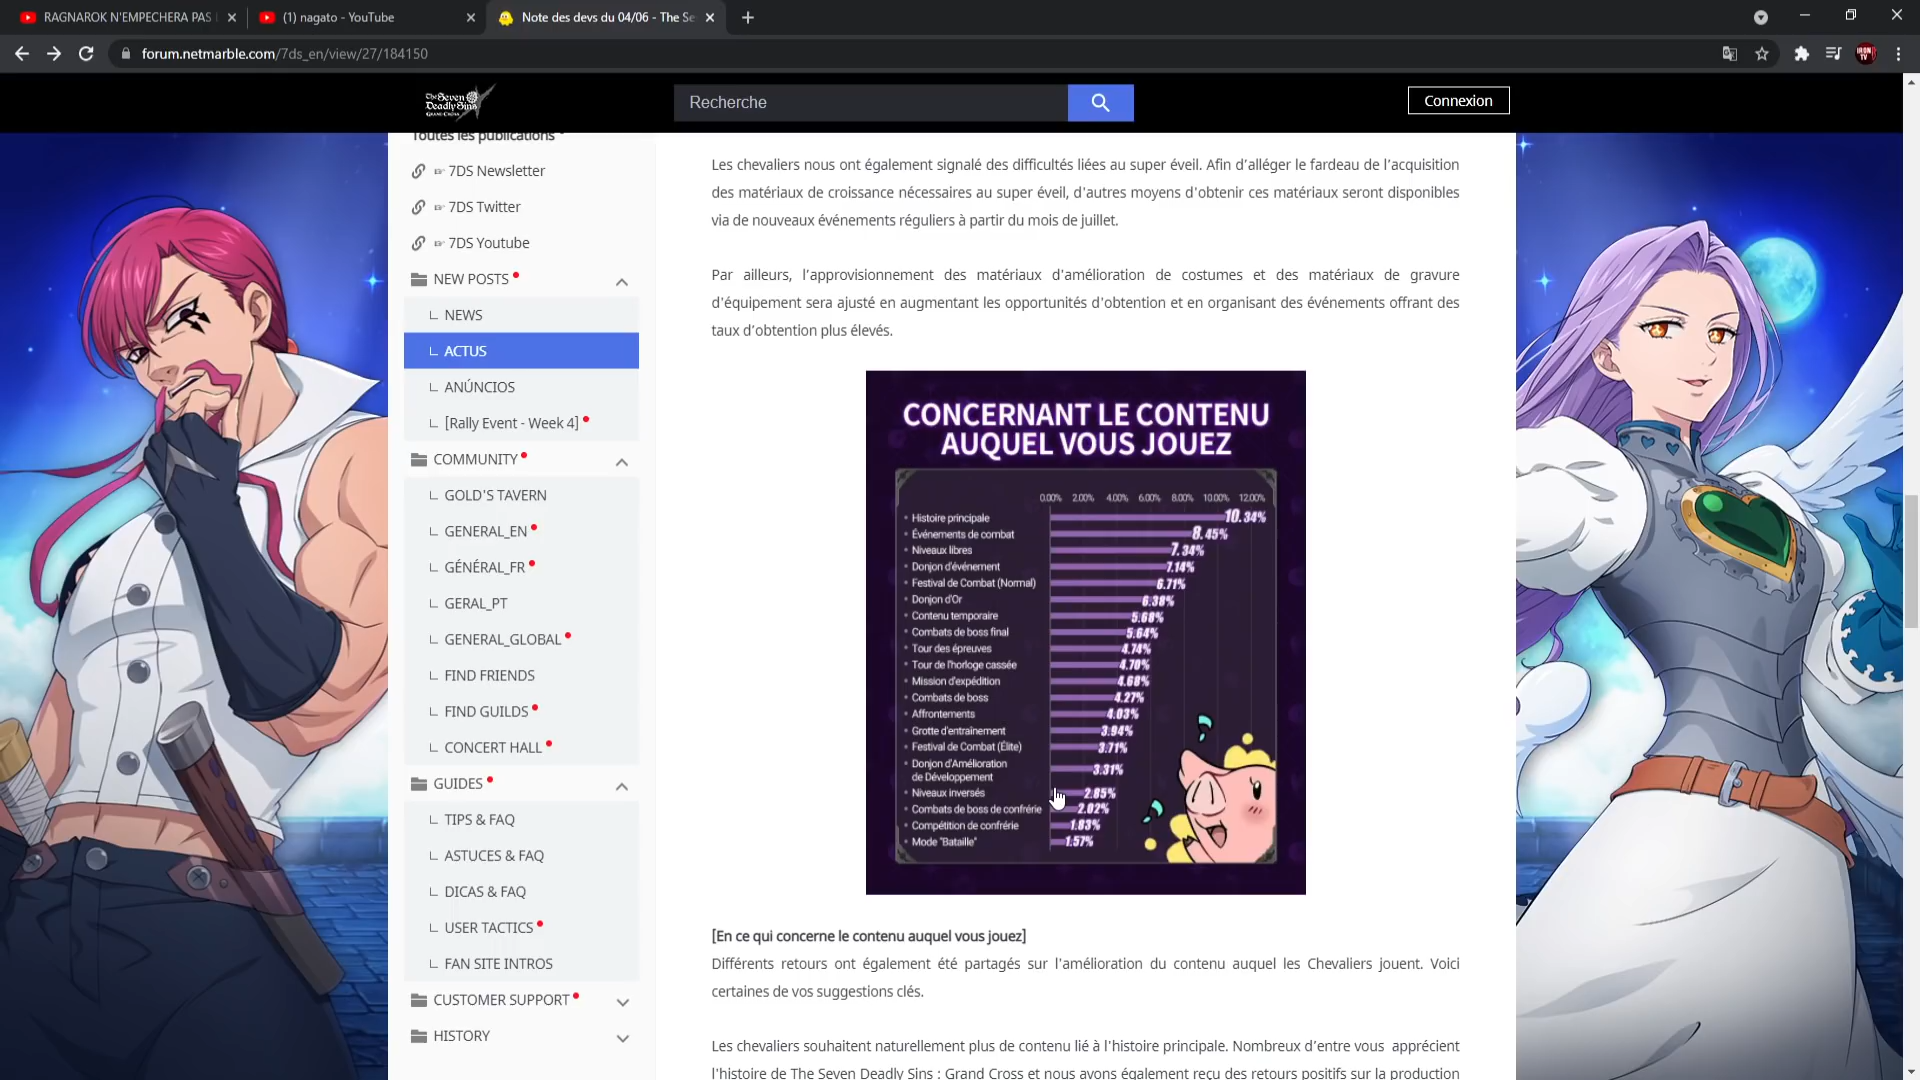 RAGNAROK N'EMPECHERA PAS
(1) nagato - YouTube
Note des devs du 04/06 - The Se
forum.netmarble.com/7ds_en/view/27/184150
The Seven
Deadly Sins
GRAND CROSS
Recherche
Connexion
Toutes les publications
7DS Newsletter
7DS Twitter
7DS Youtube
NEW POSTS
NEWS
ACTUS
ANÚNCIOS
[Rally Event - Week 4]
COMMUNITY
GOLD'S TAVERN
GENERAL_EN
GÉNÉRAL_FR
GERAL_PT
GENERAL_GLOBAL
FIND FRIENDS
FIND GUILDS
CONCERT HALL
GUIDES
TIPS & FAQ
ASTUCES & FAQ
DICAS & FAQ
USER TACTICS
FAN SITE INTROS
CUSTOMER SUPPORT
HISTORY
Les chevaliers nous ont également signalé des difficultés liées au super éveil. Afin d’alléger le fardeau de l’acquisition
des matériaux de croissance nécessaires au super éveil, d'autres moyens d'obtenir ces matériaux seront disponibles
via de nouveaux événements réguliers à partir du mois de juillet.
Par ailleurs, l’approvisionnement des matériaux d'amélioration de costumes et des matériaux de gravure
d'équipement sera ajusté en augmentant les opportunités d'obtention et en organisant des événements offrant des
taux d’obtention plus élevés.
CONCERNANT LE CONTENU
AUQUEL VOUS JOUEZ
0.00% 2.00% 4.00% 6.00% 8.00% 10.00% 12.00%
Histoire principale 10.34%
Événements de combat 8.45%
Niveaux libres 7.34%
Donjon d'événement 7.14%
Festival de Combat (Normal) 6.71%
Donjon d'Or 6.38%
Contenu temporaire 5.68%
Combats de boss final 5.64%
Tour des épreuves 4.74%
Tour de l'horloge cassée 4.70%
Mission d'expédition 4.68%
Combats de boss 4.27%
Affrontements 4.03%
Grotte d'entraînement 3.94%
Festival de Combat (Élite) 3.71%
Donjon d'Amélioration
de Développement 3.31%
Niveaux inversés 2.85%
Combats de boss de confrérie 2.02%
Compétition de confrérie 1.83%
Mode "Bataille" 1.57%
[En ce qui concerne le contenu auquel vous jouez]
Différents retours ont également été partagés sur l'amélioration du contenu auquel les Chevaliers jouent. Voici
certaines de vos suggestions clés.
Les chevaliers souhaitent naturellement plus de contenu lié à l'histoire principale. Nombreux d’entre vous apprécient
l'histoire de The Seven Deadly Sins : Grand Cross et nous avons également reçu des retours positifs sur la production